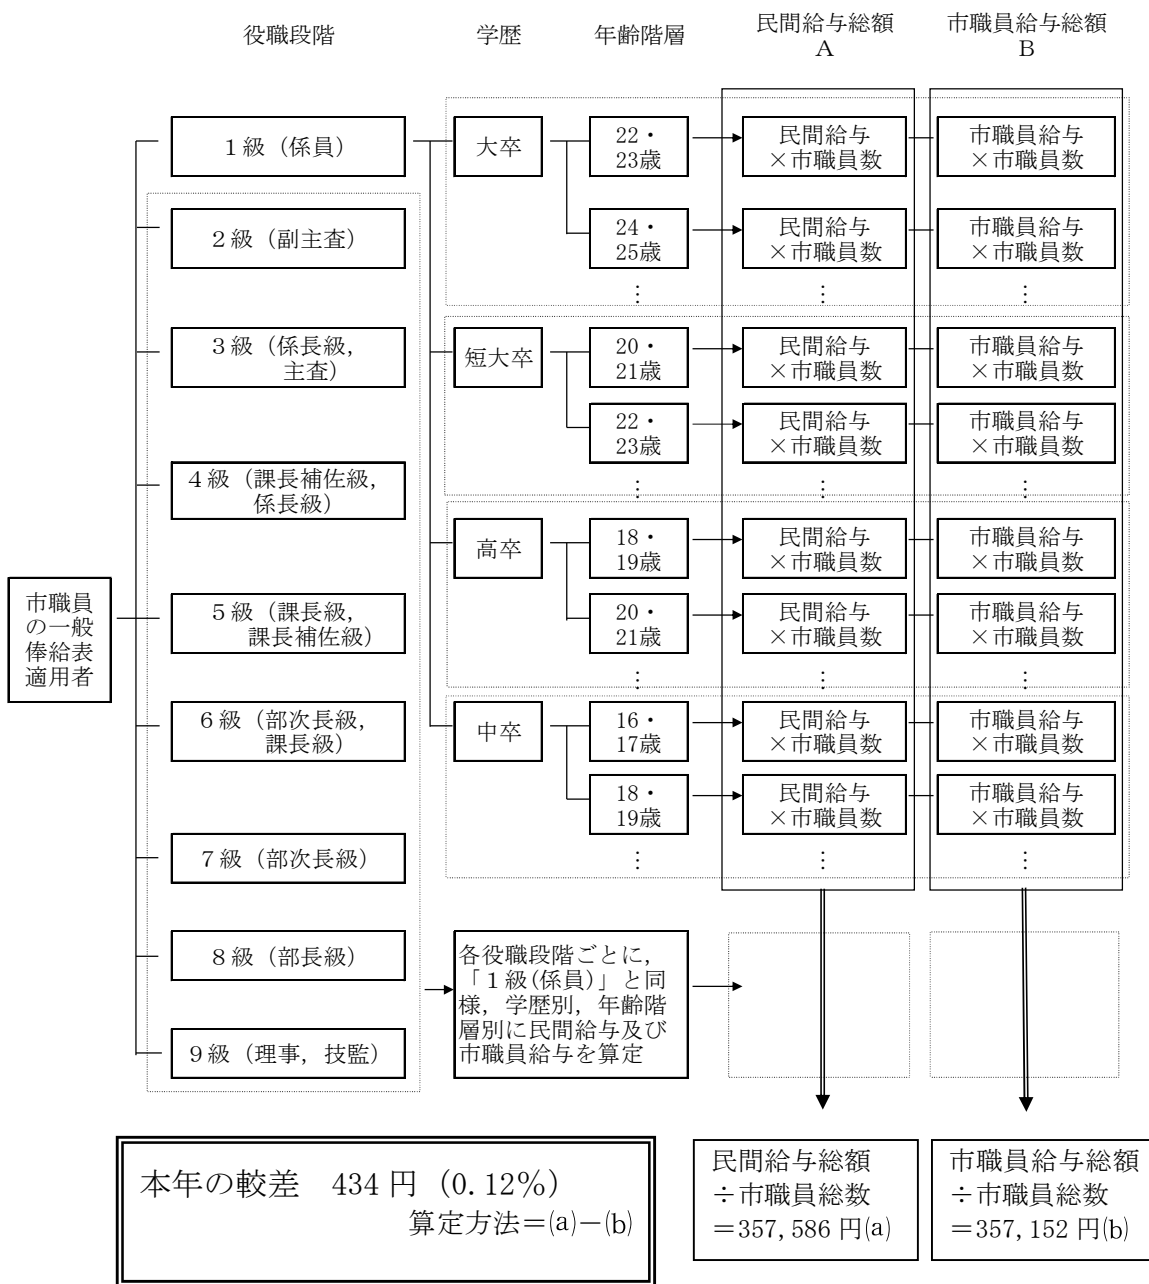 役職段階
学歴
年齢階層
民間給与総額
A
市職員給与総額
B
市職員
の一般
俸給表
適用者
1級（係員）
2級（副主査）
3級（係長級，
主査）
4級（課長補佐級，
係長級）
5級（課長級，
課長補佐級）
6級（部次長級，
課長級）
7級（部次長級）
8級（部長級）
9級（理事，技監）
大卒
22・
23歳
民間給与
×市職員数
市職員給与
×市職員数
24・
25歳
民間給与
×市職員数
市職員給与
×市職員数
⋮ ⋮ ⋮
短大卒
20・
21歳
民間給与
×市職員数
市職員給与
×市職員数
22・
23歳
民間給与
×市職員数
市職員給与
×市職員数
⋮ ⋮ ⋮
高卒
18・
19歳
民間給与
×市職員数
市職員給与
×市職員数
20・
21歳
民間給与
×市職員数
市職員給与
×市職員数
⋮ ⋮ ⋮
中卒
16・
17歳
民間給与
×市職員数
市職員給与
×市職員数
18・
19歳
民間給与
×市職員数
市職員給与
×市職員数
⋮ ⋮ ⋮
各役職段階ごとに，
「1級(係員)」と同
様，学歴別，年齢階
層別に民間給与及び
市職員給与を算定
本年の較差　434円（0.12%）
算定方法＝(a)－(b)
民間給与総額
÷市職員総数
＝357,586円(a)
市職員給与総額
÷市職員総数
＝357,152円(b)